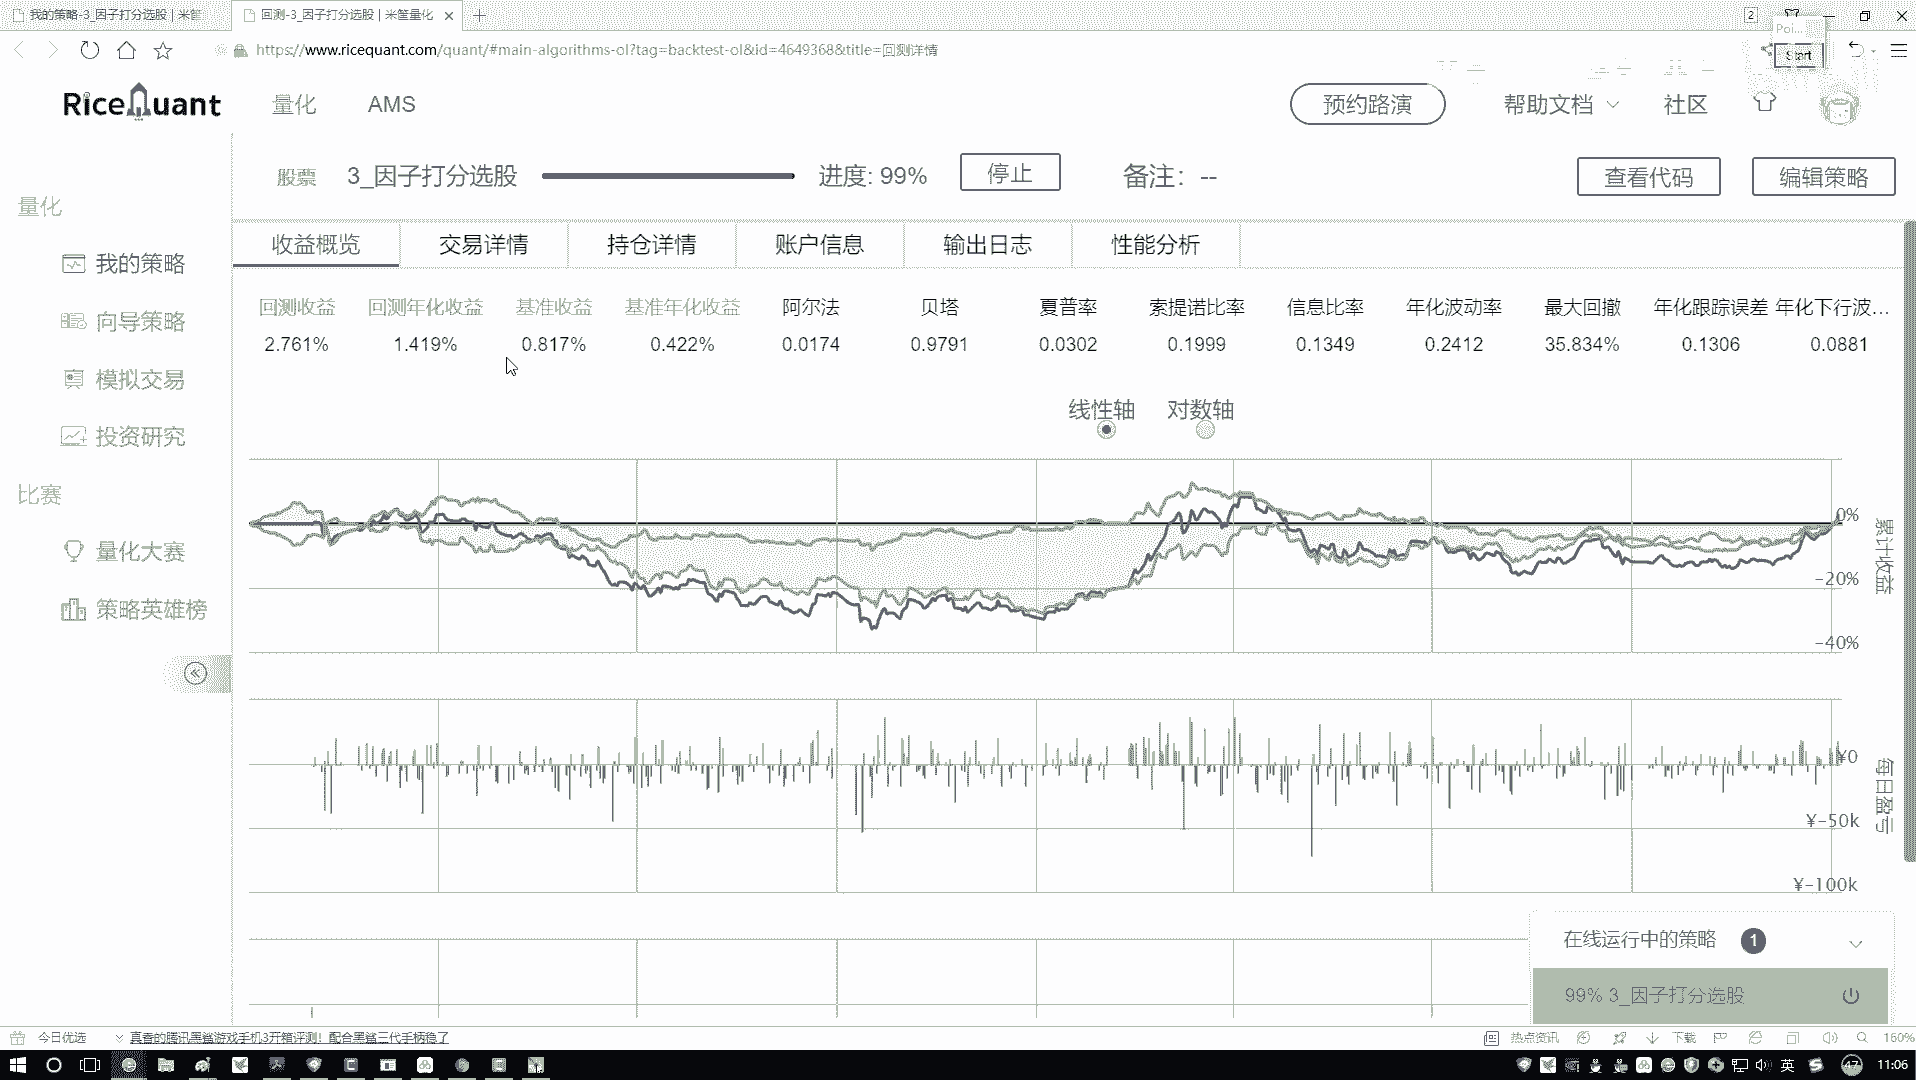 我的策略-3_因子打分选股 | 米筐
回测-3_因子打分选股 | 米筐量化
2
https://www.ricequant.com/quant/#main-algorithms-ol?tag=backtest-ol&id=4649368&title=回测详情
Poi...
Start
RiceQuant
量化
AMS
预约路演
帮助文档
社区
股票
3_因子打分选股
进度: 99%
停止
备注: --
查看代码
编辑策略
量化
我的策略
向导策略
模拟交易
投资研究
比赛
量化大赛
策略英雄榜
收益概览
交易详情
持仓详情
账户信息
输出日志
性能分析
回测收益 回测年化收益 基准收益 基准年化收益 阿尔法 贝塔 夏普率 索提诺比率 信息比率 年化波动率 最大回撤 年化跟踪误差 年化下行波...
2.761% 1.419% 0.817% 0.422% 0.0174 0.9791 0.0302 0.1999 0.1349 0.2412 35.834% 0.1306 0.0881
线性轴 对数轴
0%
-20%
-40%
累计收益
¥0
¥-50k
¥-100k
每日盈亏
在线运行中的策略 1
99% 3_因子打分选股
今日优选
真香的腾讯黑鲨游戏手机3开箱评测！配合黑鲨三代手柄稳了
热点资讯
下载
160%
英
47
11:06